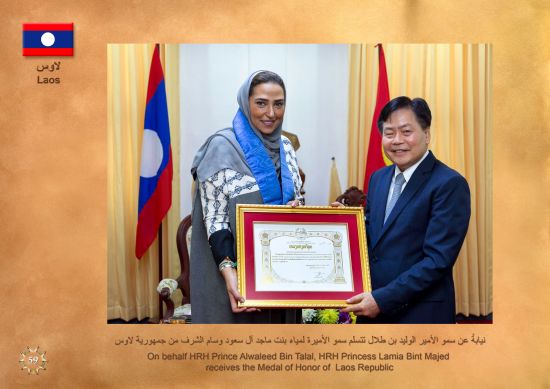 لاوس
Laos
نيابةً عن سمو الأمير الوليد بن طلال تتسلم سمو الأميرة لمياء بنت ماجد آل سعود وسام الشرف من جمهورية لاوس
On behalf HRH Prince Alwaleed Bin Talal, HRH Princess Lamia Bint Majed
receives the Medal of Honor of Laos Republic
59